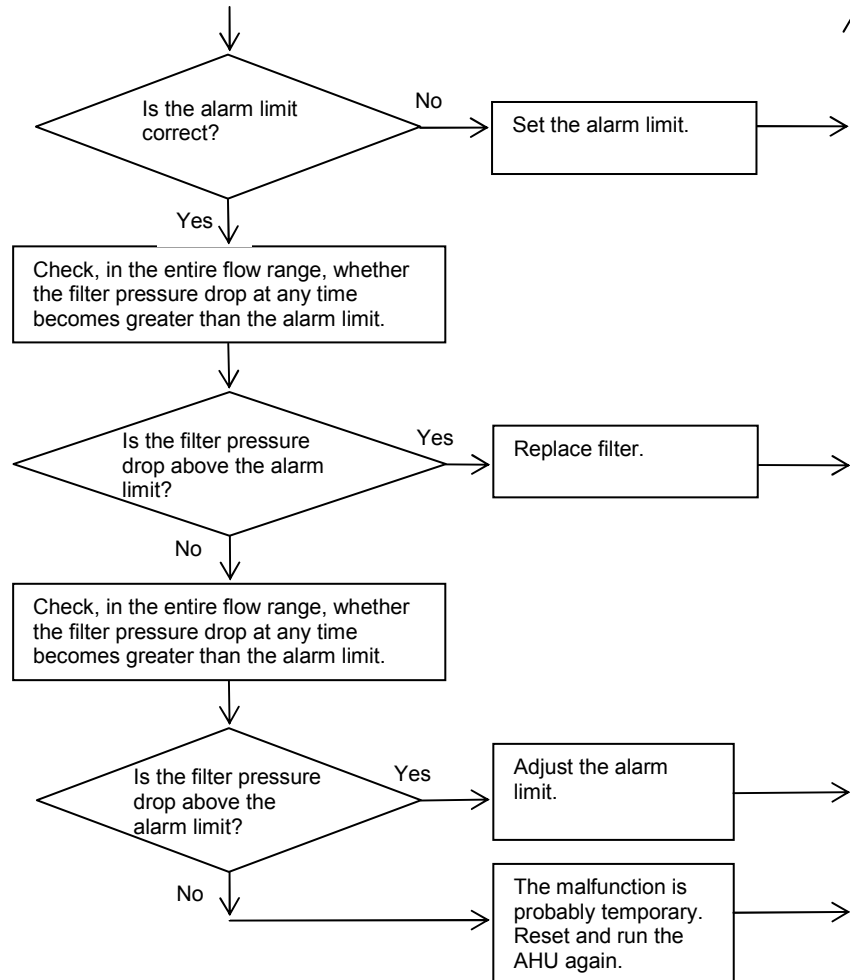 Is the alarm limit
correct?
No
Set the alarm limit.
Yes
Check, in the entire flow range, whether
the filter pressure drop at any time
becomes greater than the alarm limit.
Is the filter pressure
drop above the alarm
limit?
Yes
Replace filter.
No
Check, in the entire flow range, whether
the filter pressure drop at any time
becomes greater than the alarm limit.
Is the filter pressure
drop above the
alarm limit?
Yes
Adjust the alarm
limit.
No
The malfunction is
probably temporary.
Reset and run the
AHU again.